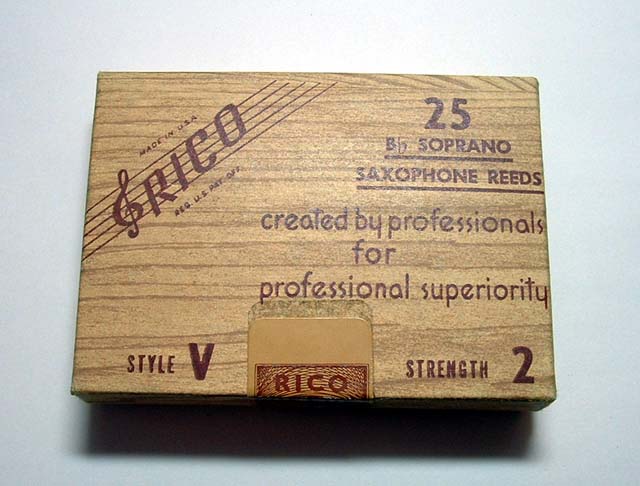 MADE IN U.S.A.
RICO
REG. U.S. PAT. OFF.
25
Bb SOPRANO
SAXOPHONE REEDS
created by professionals
for
professional superiority
STYLE V
STRENGTH 2
RICO